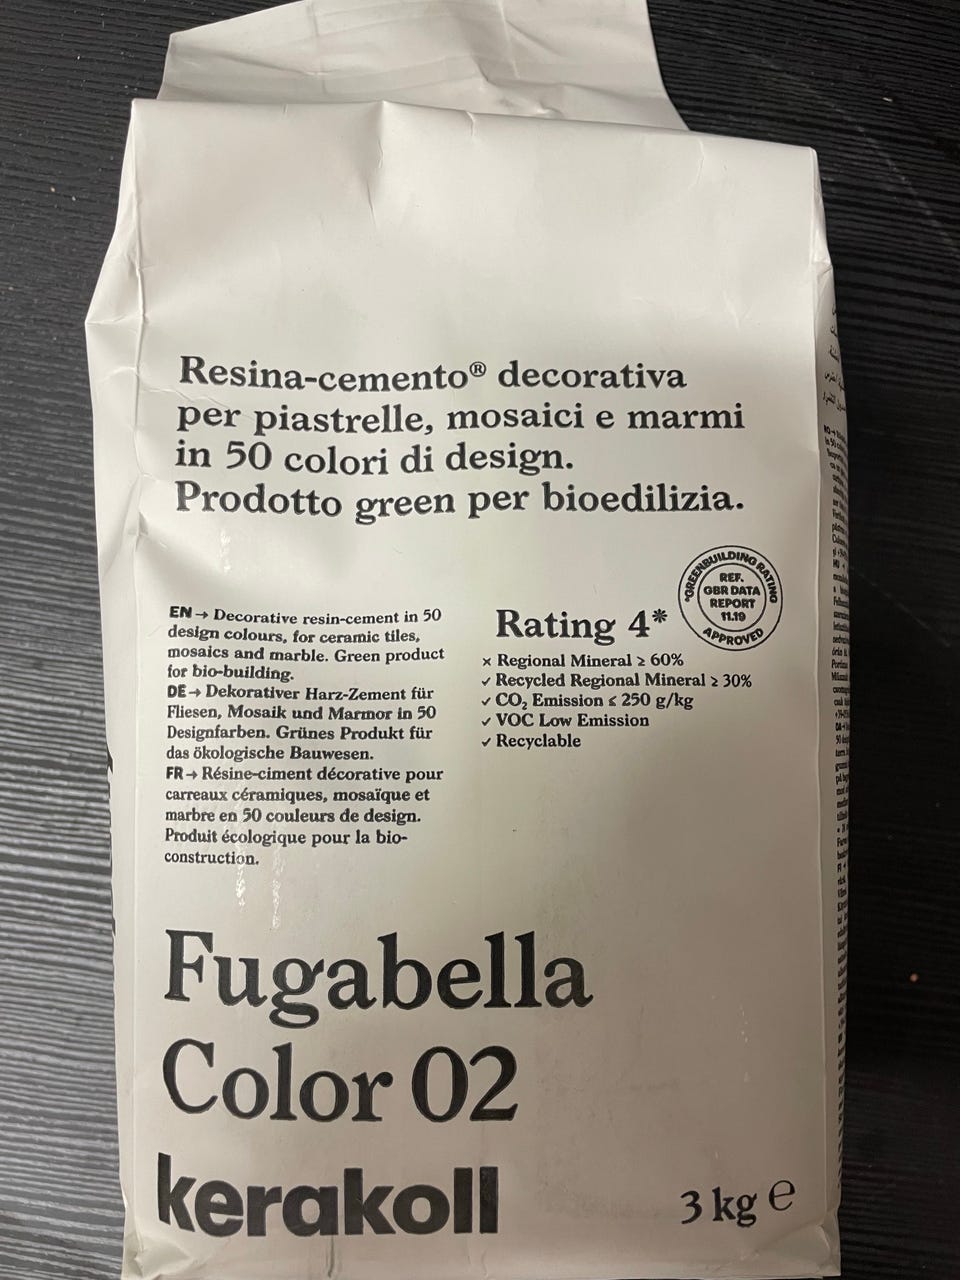 Resina-cemento® decorativa
per piastrelle, mosaici e marmi
in 50 colori di design.
Prodotto green per bioedilizia.
EN → Decorative resin-cement in 50
design colours, for ceramic tiles,
mosaics and marble. Green product
for bio-building.
DE → Dekorativer Harz-Zement für
Fliesen, Mosaik und Marmor in 50
Designfarben. Grünes Produkt für
das ökologische Bauwesen.
FR → Résine-ciment décorative pour
carreaux céramiques, mosaïque et
marbre en 50 couleurs de design.
Produit écologique pour la bio-
construction.
Rating 4*
× Regional Mineral ≥ 60%
✓ Recycled Regional Mineral ≥ 30%
✓ CO₂ Emission ≤ 250 g/kg
✓ VOC Low Emission
✓ Recyclable
*GREENBUILDING RATING
REF.
GBR DATA
REPORT
11.19
APPROVED
Fugabella
Color 02
kerakoll
3 kg e